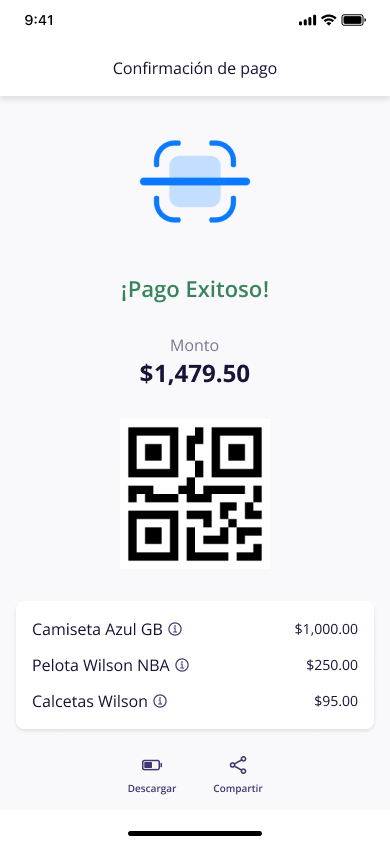 9:41
Confirmación de pago
¡Pago Exitoso!
Monto
$1,479.50
Camiseta Azul GB $1,000.00
Pelota Wilson NBA $250.00
Calcetas Wilson $95.00
Descargar Compartir